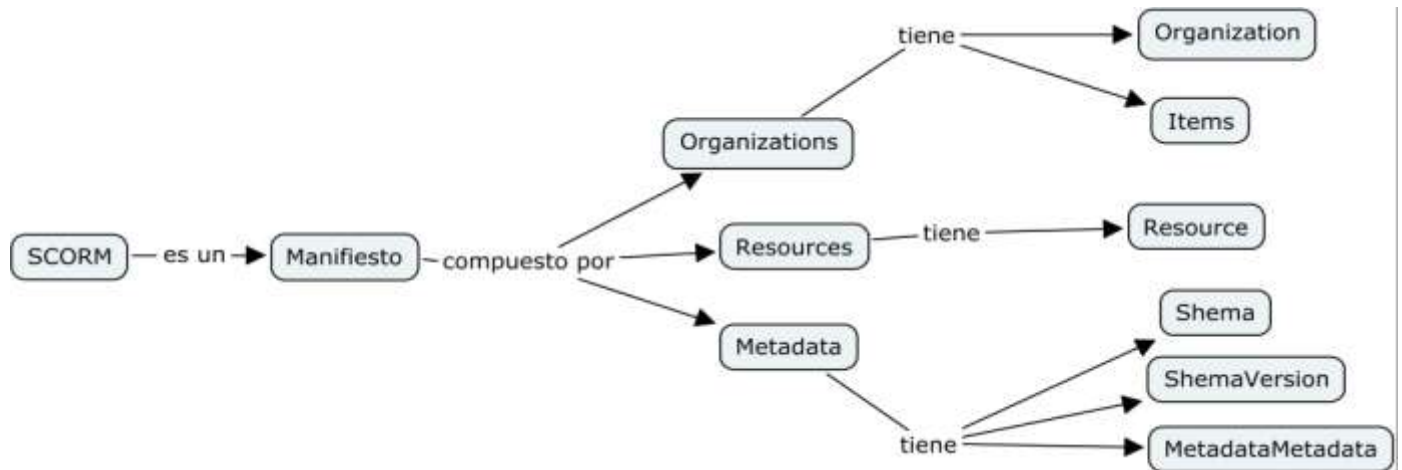 tiene
Organization
Items
Organizations
SCORM
es un
Manifiesto
compuesto por
Resources
tiene
Resource
Metadata
Shema
ShemaVersion
tiene
MetadataMetadata